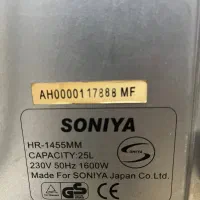 AH0000117888 MF
SONIYA
HR-1455MM
CAPACITY:25L
230V 50Hz 1600W
Made For SONIYA Japan Co.Ltd.